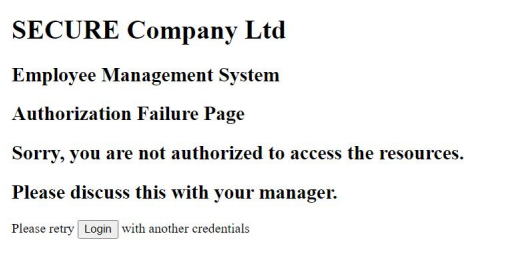 SECURE Company Ltd
Employee Management System
Authorization Failure Page
Sorry, you are not authorized to access the resources.
Please discuss this with your manager.
Please retry Login with another credentials